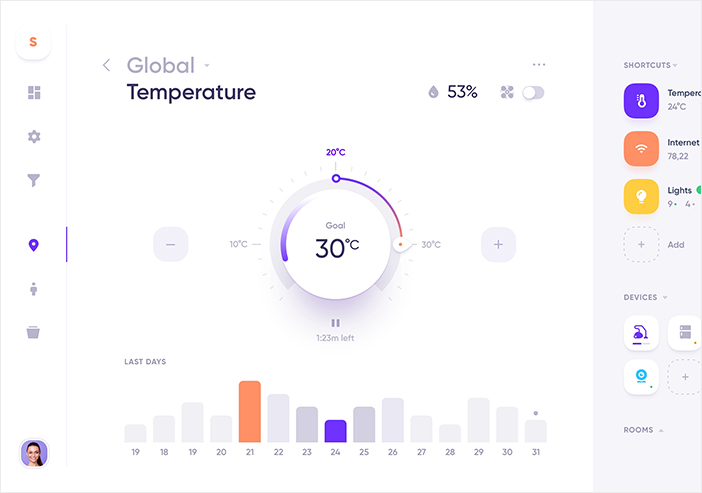 S
Global
Temperature
53%
20°C
10°C
Goal
30°C
30°C
1:23m left
LAST DAYS
19 18 19 20 21 22 23 24 25 26 27 28 29 30 31
SHORTCUTS
Tempera
24°C
Internet
78,22
Lights
9 4
Add
DEVICES
ROOMS